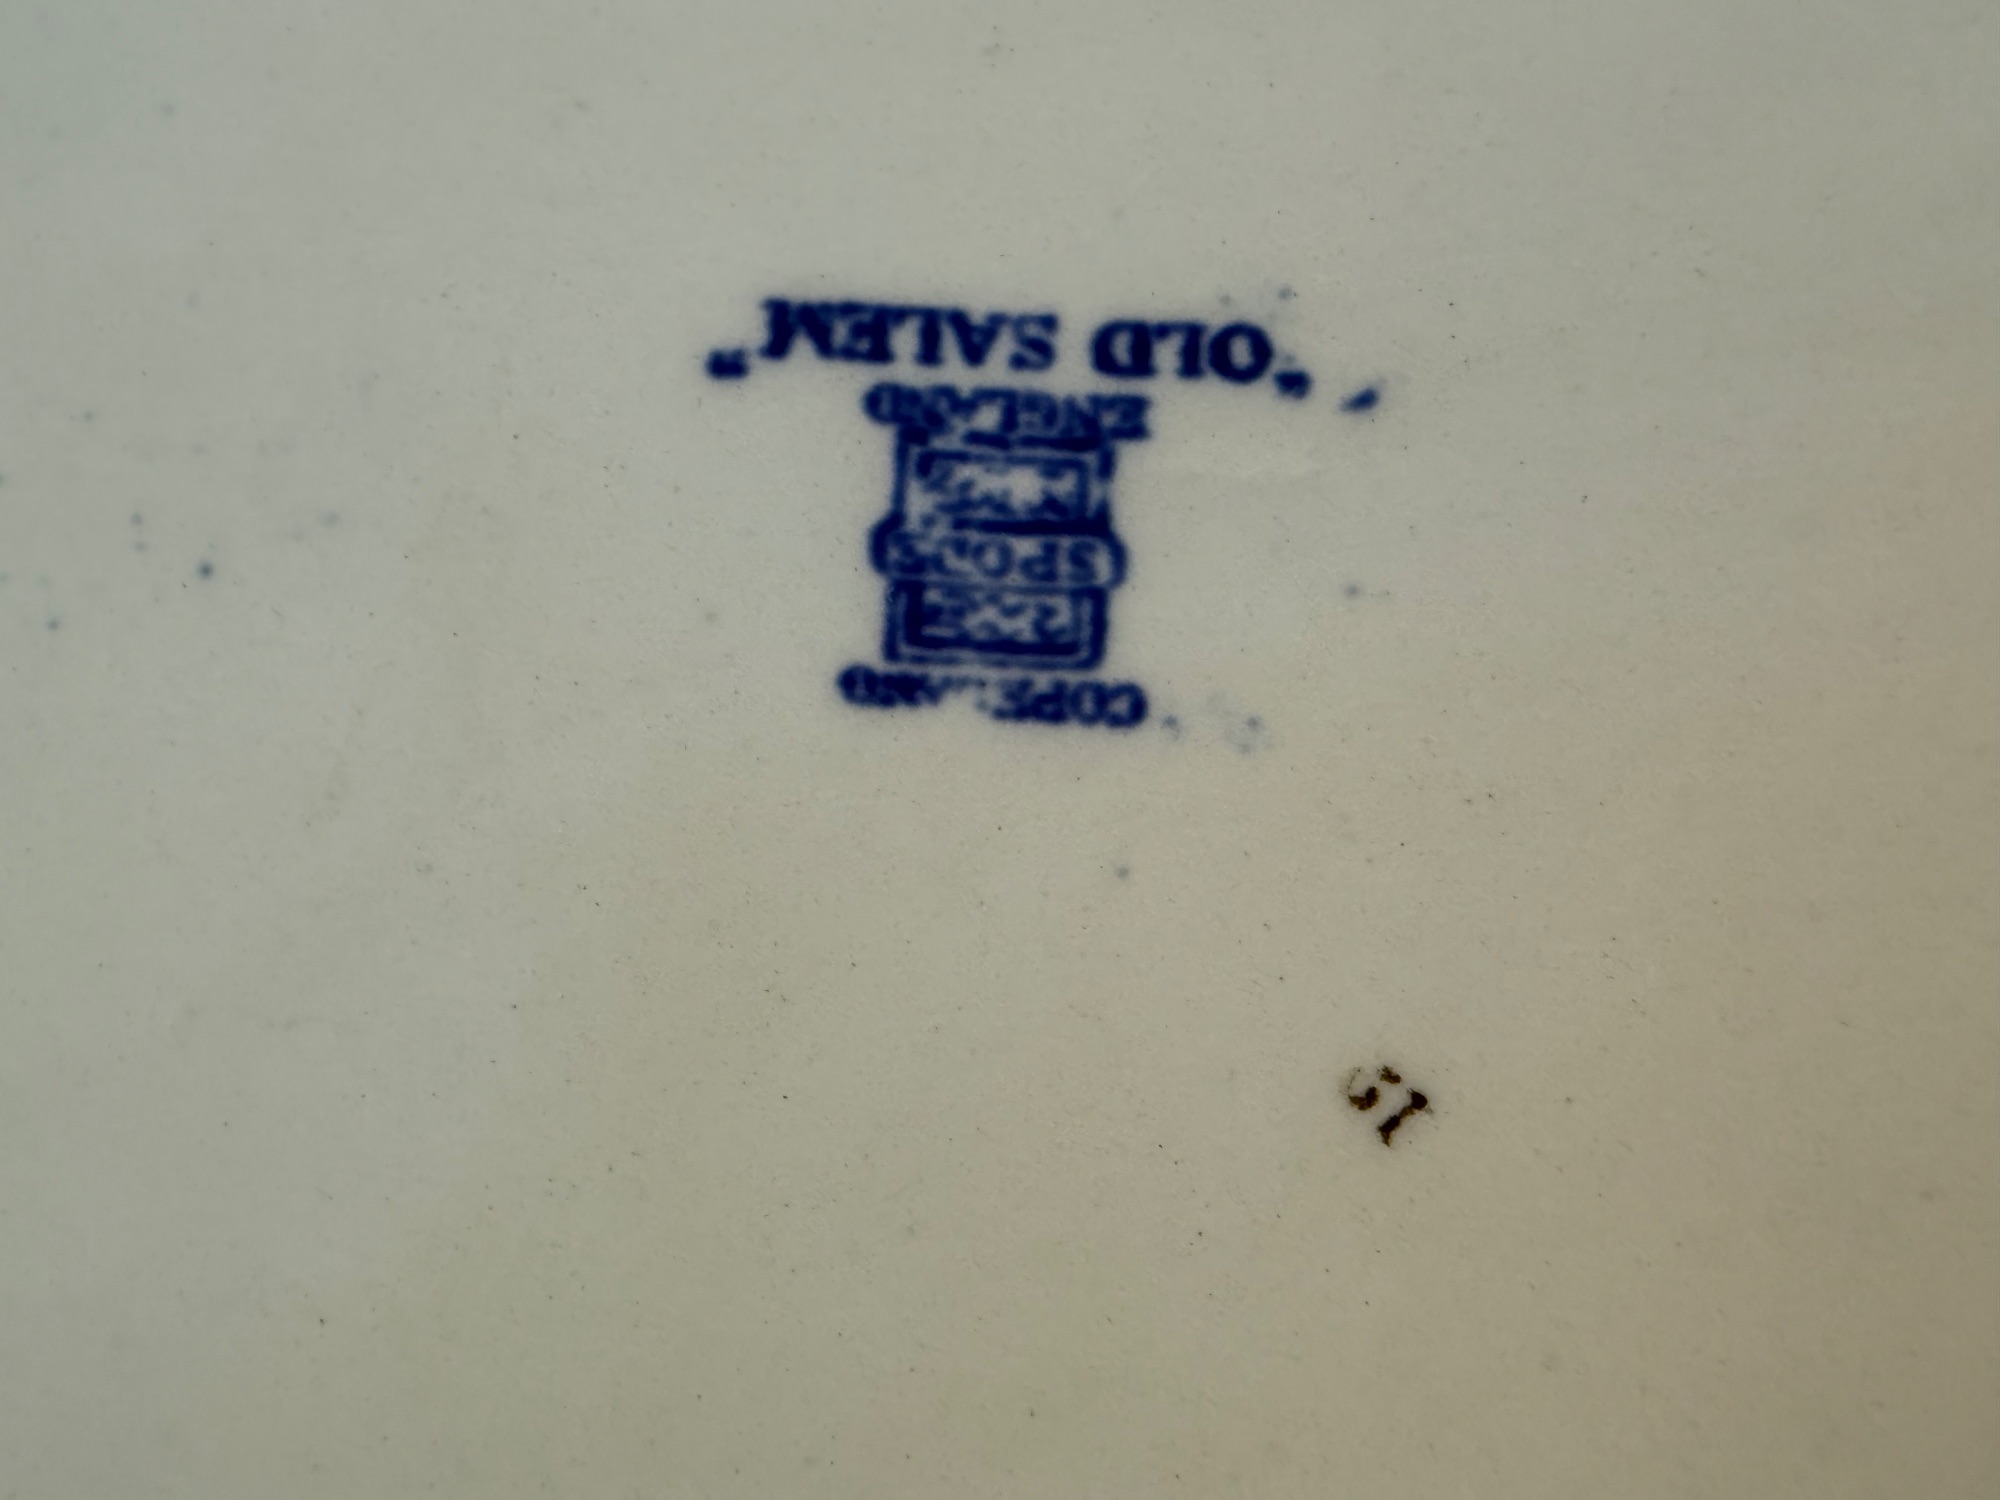 COPELAND
SPODE
ENGLAND
"OLD SALEM"
15